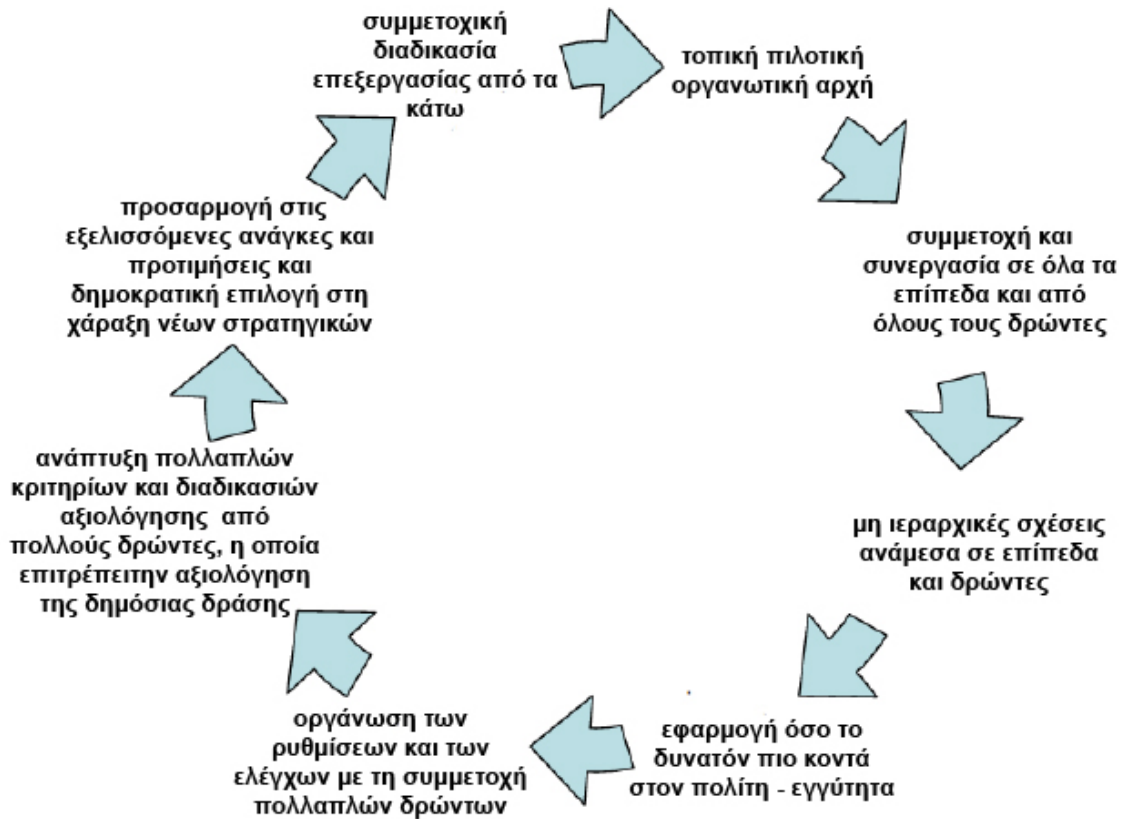 συμμετοχική
διαδικασία
επεξεργασίας από τα
κάτω
τοπική πιλοτική
οργανωτική αρχή
συμμετοχή και
συνεργασία σε όλα τα
επίπεδα και από
όλους τους δρώντες
μη ιεραρχικές σχέσεις
ανάμεσα σε επίπεδα
και δρώντες
εφαρμογή όσο το
δυνατόν πιο κοντά
στον πολίτη - εγγύτητα
οργάνωση των
ρυθμίσεων και των
ελέγχων με τη συμμετοχή
πολλαπλών δρώντων
ανάπτυξη πολλαπλών
κριτηρίων και διαδικασιών
αξιολόγησης από
πολλούς δρώντες, η οποία
επιτρέπειτην αξιολόγηση
της δημόσιας δράσης
προσαρμογή στις
εξελισσόμενες ανάγκες και
προτιμήσεις και
δημοκρατική επιλογή στη
χάραξη νέων στρατηγικών